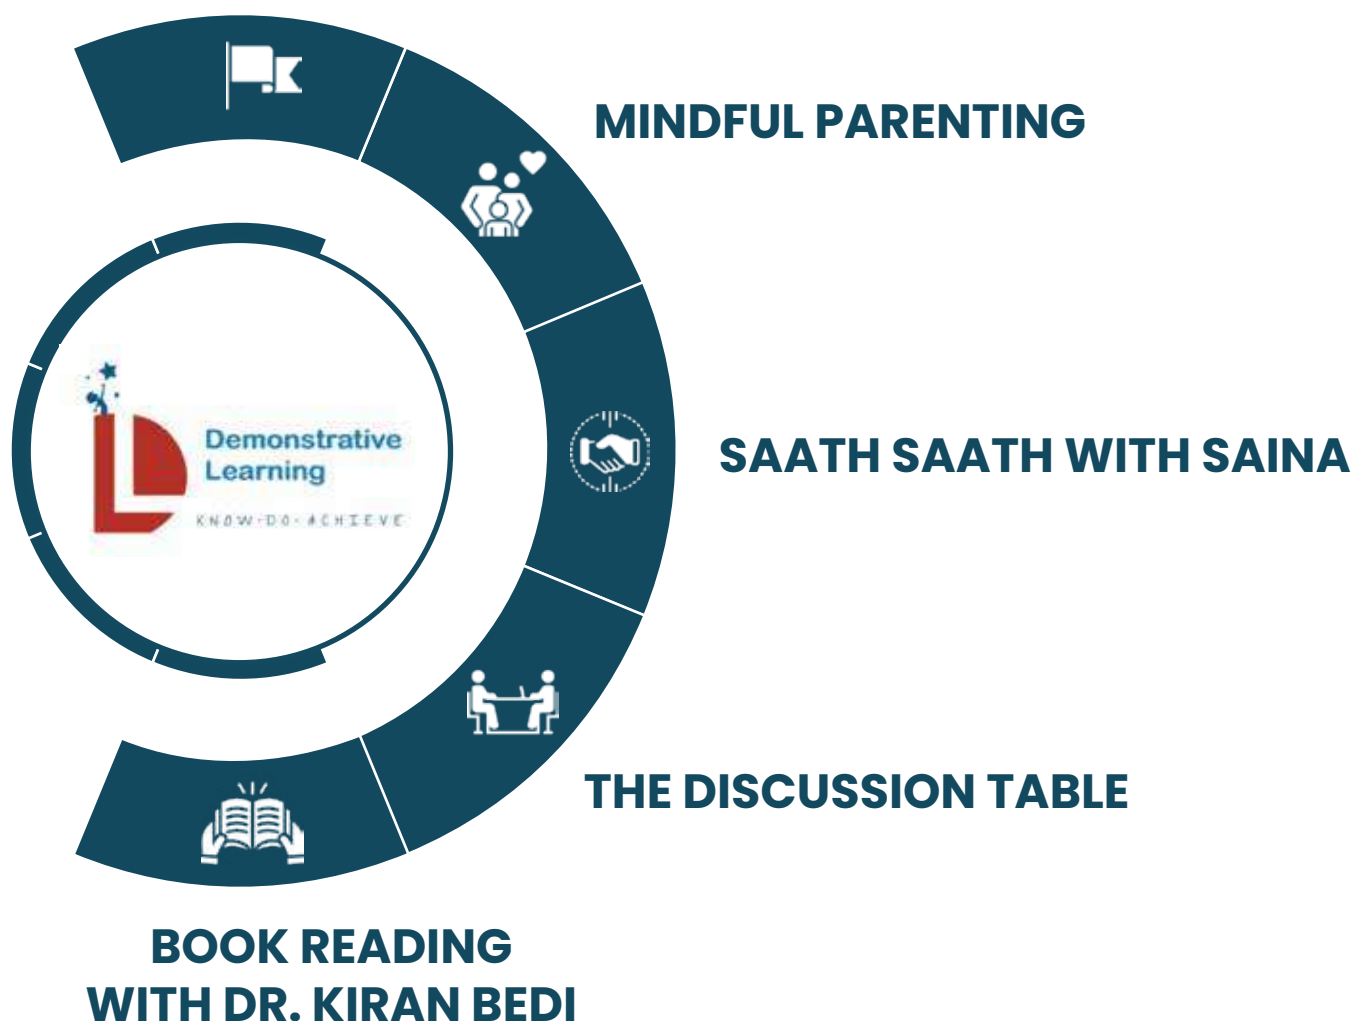 MINDFUL PARENTING
Demonstrative
Learning
KNOW-DO-ACHIEVE
SAATH SAATH WITH SAINA
THE DISCUSSION TABLE
BOOK READING
WITH DR. KIRAN BEDI